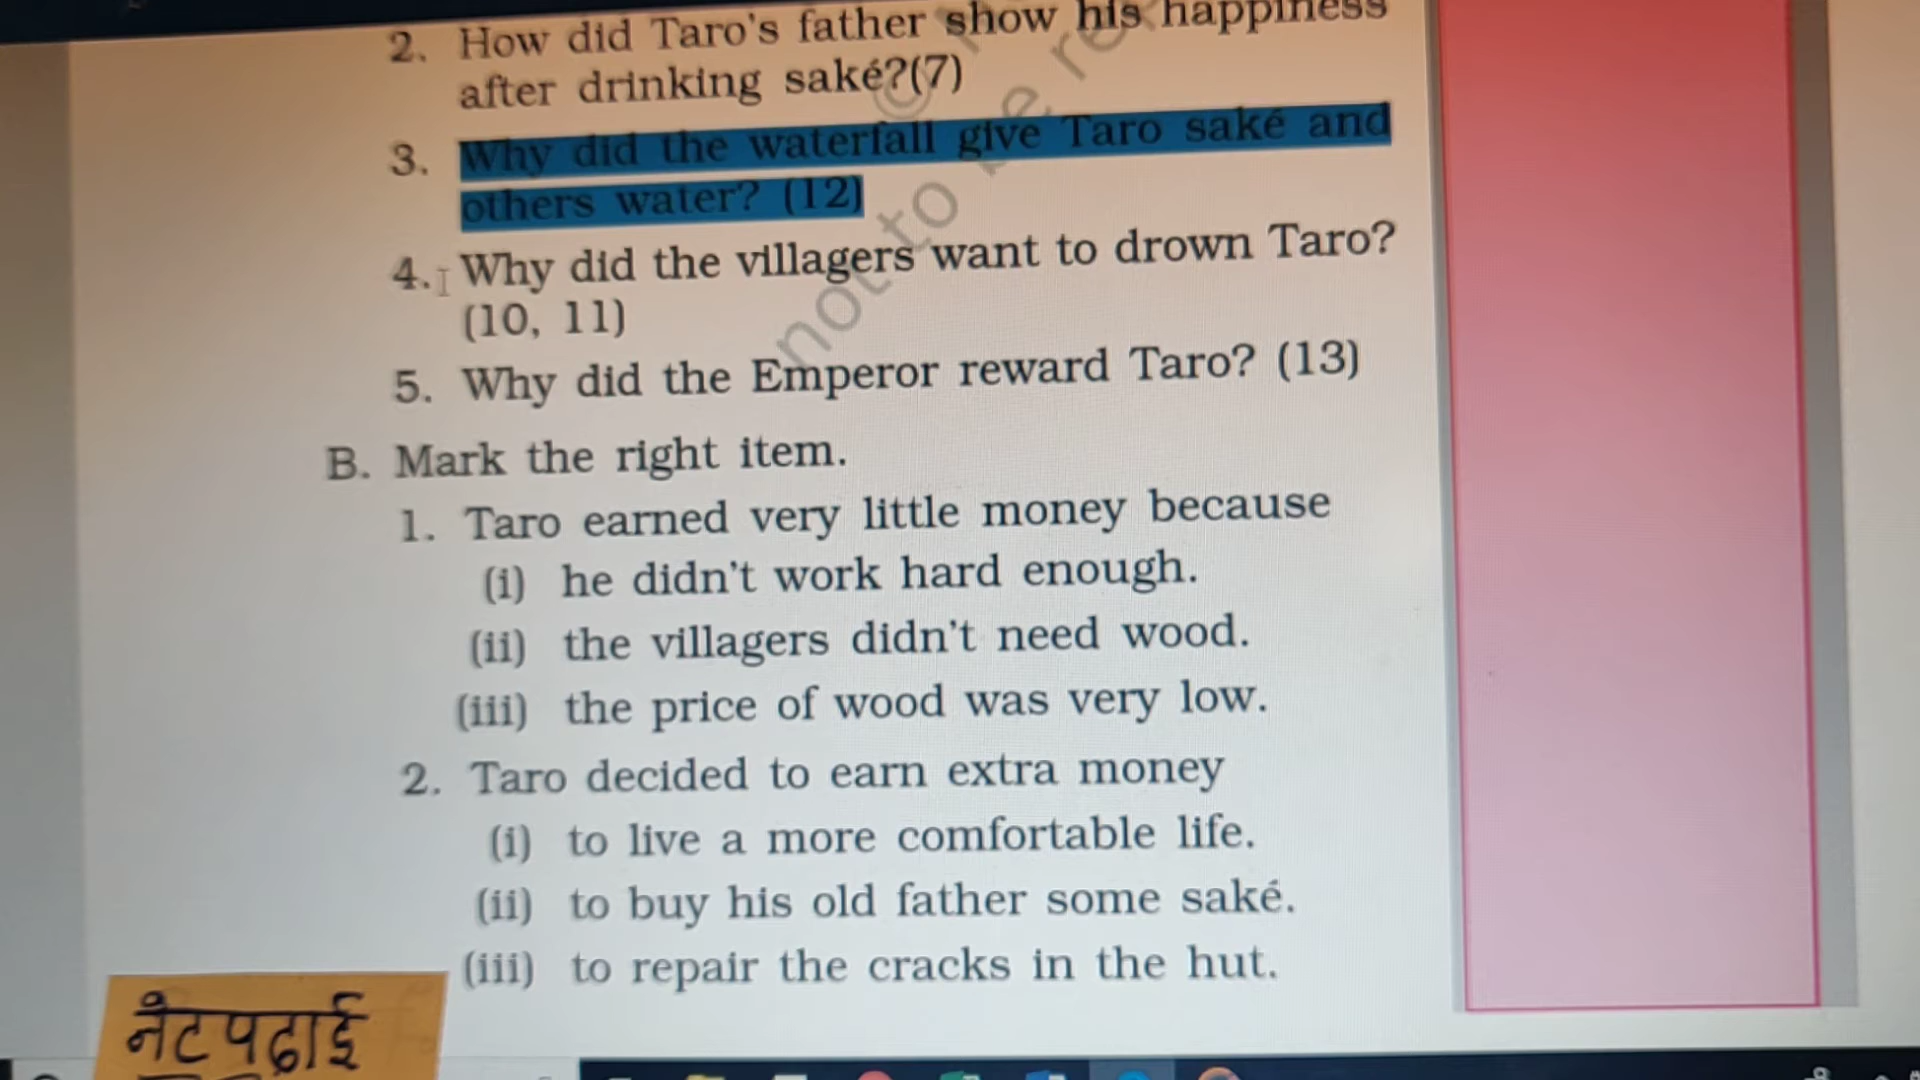 2. How did Taro's father show his happiness
after drinking saké?(7)
3. Why did the waterfall give Taro saké and
others water? (12)
4. Why did the villagers want to drown Taro?
(10, 11)
5. Why did the Emperor reward Taro? (13)
B. Mark the right item.
1. Taro earned very little money because
(i) he didn't work hard enough.
(ii) the villagers didn't need wood.
(iii) the price of wood was very low.
2. Taro decided to earn extra money
(i) to live a more comfortable life.
(ii) to buy his old father some saké.
(iii) to repair the cracks in the hut.
not to be re
नेटपढाई